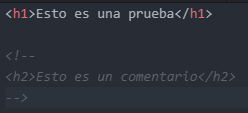 <h1>Esto es una prueba</h1>
<!--
<h2>Esto es un comentario</h2>
-->